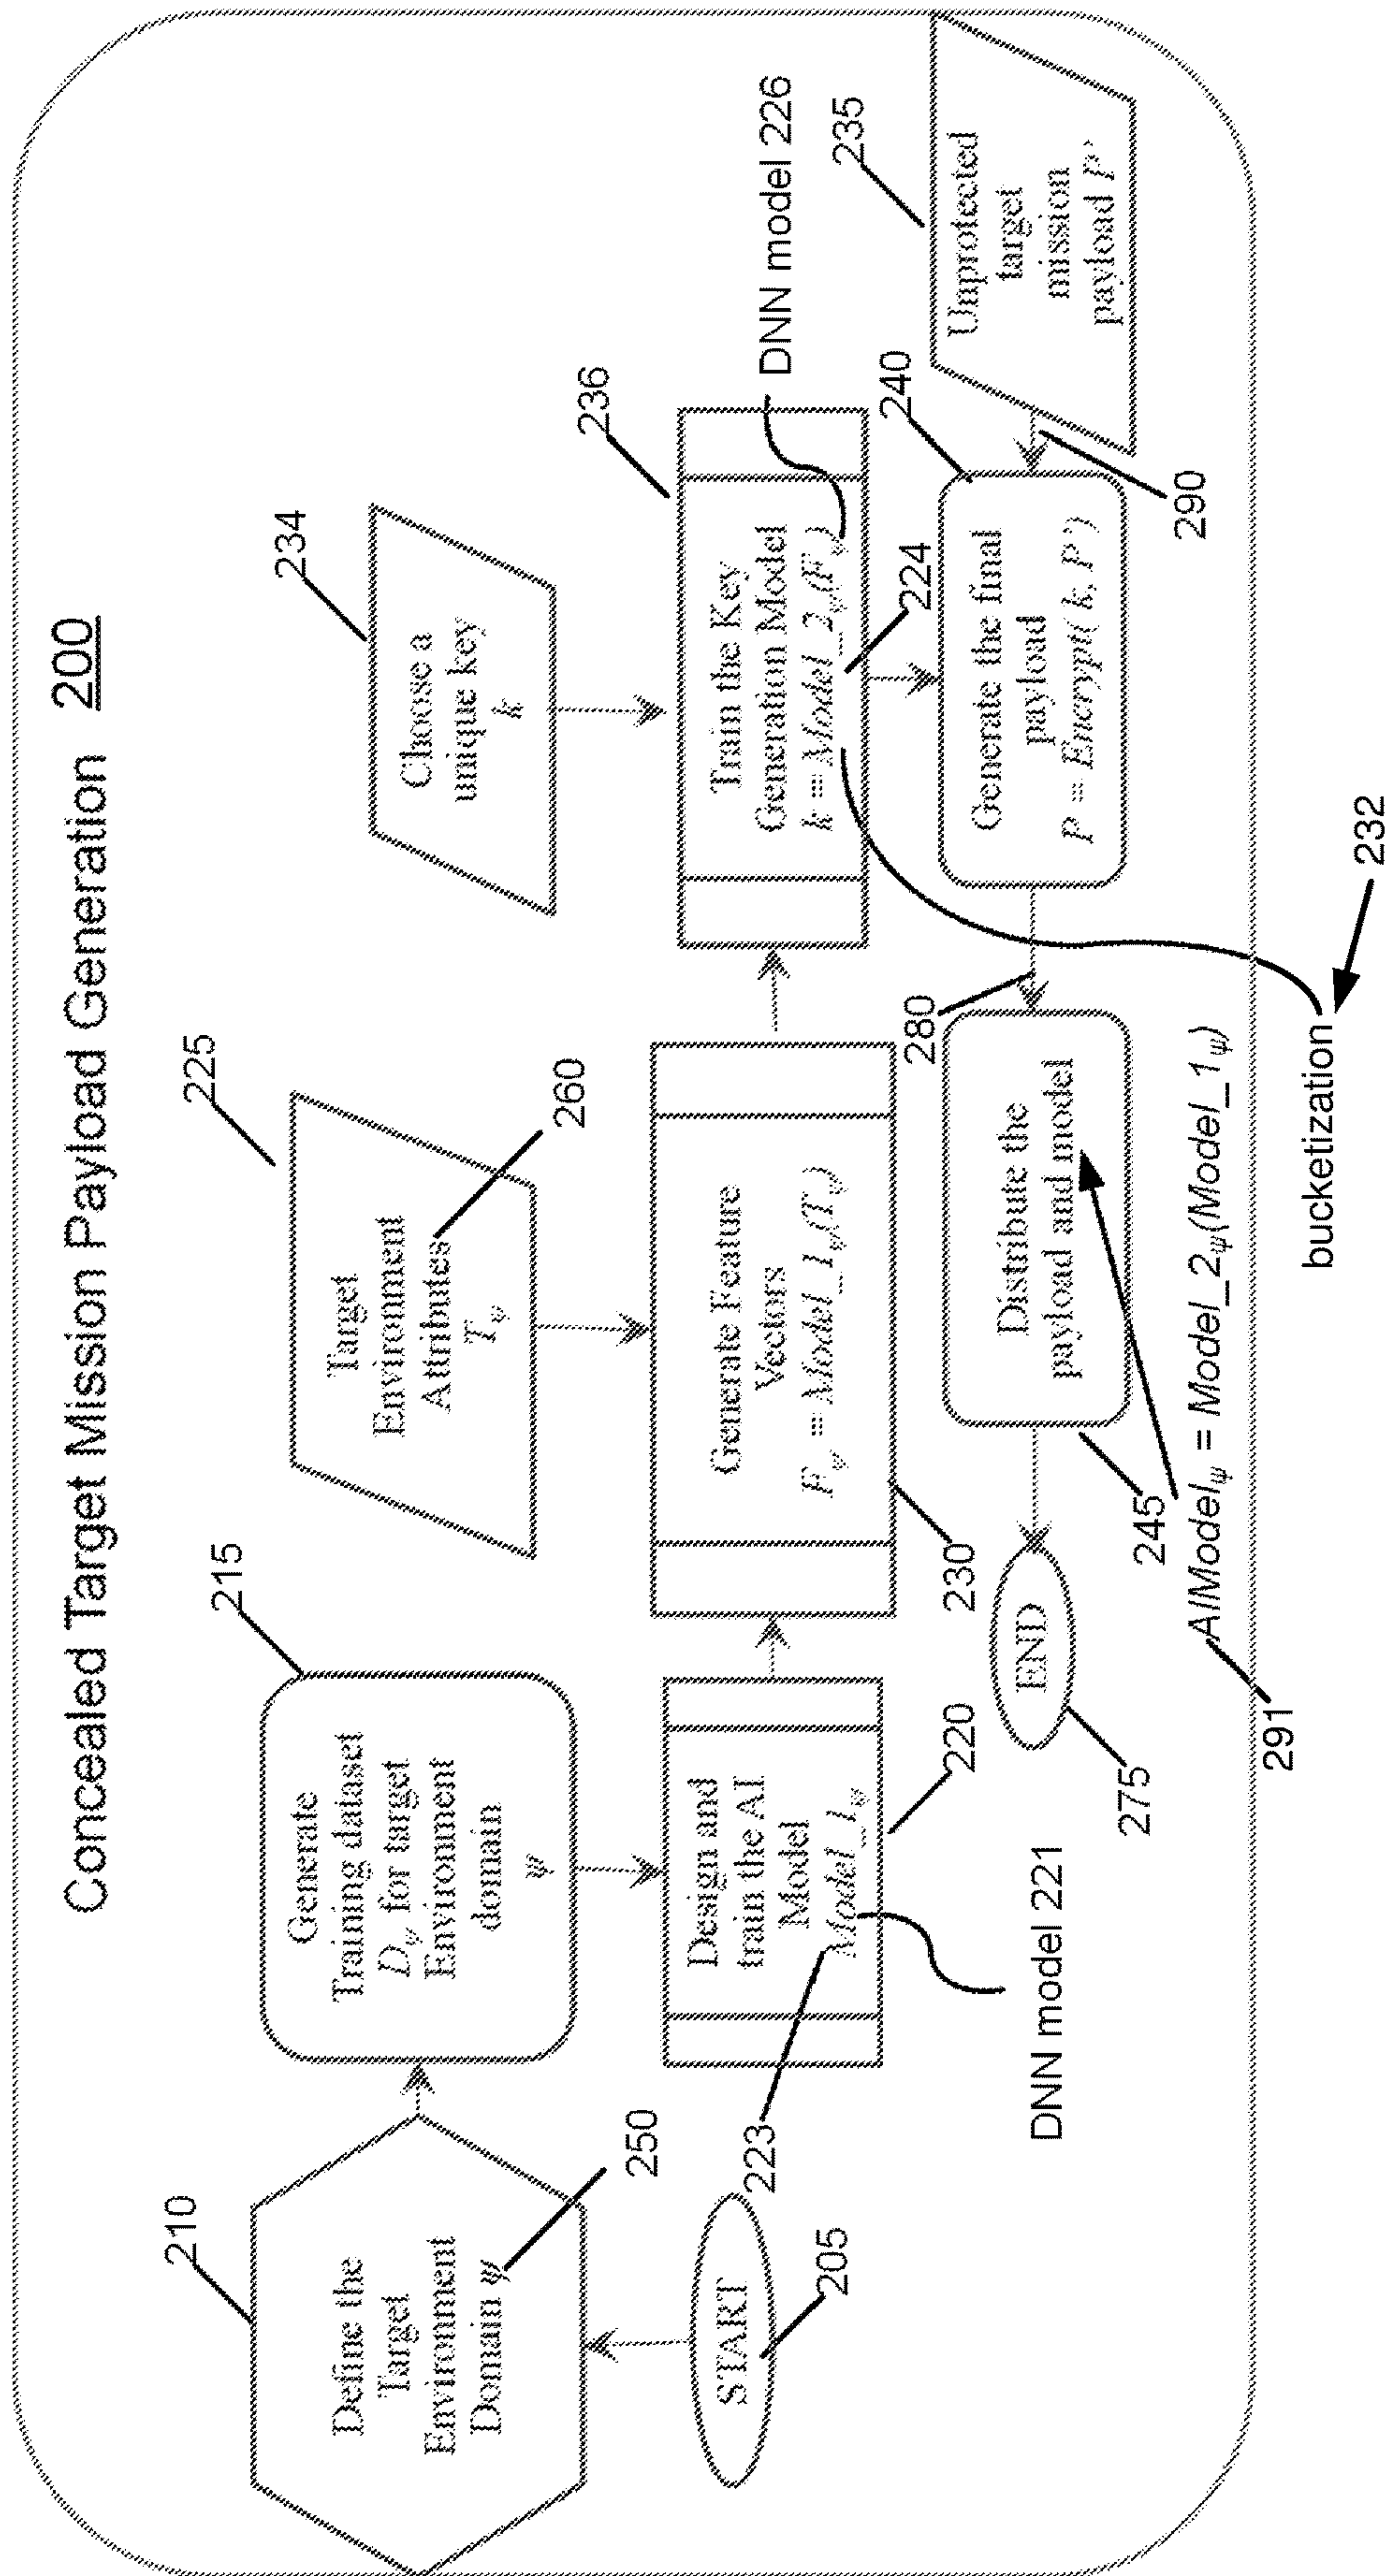 Concealed Target Mission Payload Generation 200
210
Define the
Target
Environment
Domain ψ
250
START
205
215
Generate
Training dataset
Dψ for target
Environment
domain
ψ
Design and
train the AI
Model
Model_1ψ
220
223
DNN model 221
225
Target
Environment
Attributes
Tψ
260
Generate Feature
Vectors
Fψ = Model_1ψ(Tψ)
230
234
Choose a
unique key
k
236
Train the Key
Generation Model
k = Model_2ψ(Fψ)
DNN model 226
224
235
Unprotected
target
mission
payload P'
290
240
Generate the final
payload
P = Encrypt( k, P')
280
Distribute the
payload and model
245
END
275
AIModelψ = Model_2ψ(Model_1ψ)
291
bucketization
232